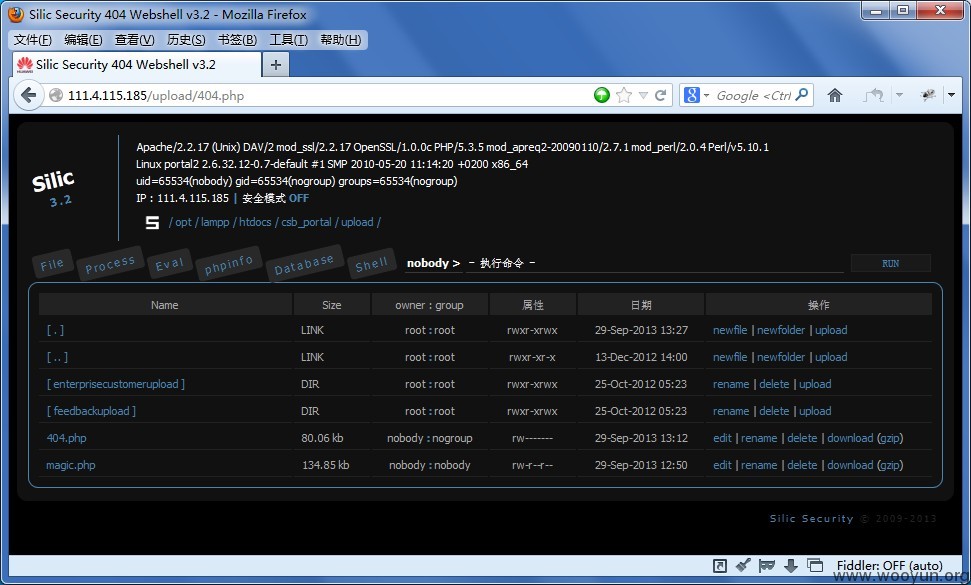 Silic Security 404 Webshell v3.2 - Mozilla Firefox
文件(F) 编辑(E) 查看(V) 历史(S) 书签(B) 工具(T) 帮助(H)
Silic Security 404 Webshell v3.2
111.4.115.185/upload/404.php
Google <Ctrl
Apache/2.2.17 (Unix) DAV/2 mod_ssl/2.2.17 OpenSSL/1.0.0c PHP/5.3.5 mod_apreq2-20090110/2.7.1 mod_perl/2.0.4 Perl/v5.10.1
Silic 3.2
Linux portal2 2.6.32.12-0.7-default #1 SMP 2010-05-20 11:14:20 +0200 x86_64
uid=65534(nobody) gid=65534(nogroup) groups=65534(nogroup)
IP : 111.4.115.185 | 安全模式 OFF
/ opt / lampp / htdocs / csb_portal / upload /
File Process Eval phpinfo Database Shell nobody > - 执行命令 - RUN
Name Size owner : group 属性 日期 操作
[ . ] LINK root : root rwxr-xrwx 29-Sep-2013 13:27 newfile | newfolder | upload
[ .. ] LINK root : root rwxr-xr-x 13-Dec-2012 14:00 newfile | newfolder | upload
[ enterprisecustomerupload ] DIR root : root rwxr-xrwx 25-Oct-2012 05:23 rename | delete | upload
[ feedbackupload ] DIR root : root rwxr-xrwx 25-Oct-2012 05:23 rename | delete | upload
404.php 80.06 kb nobody : nogroup rw------- 29-Sep-2013 13:12 edit | rename | delete | download (gzip)
magic.php 134.85 kb nobody : nobody rw-r--r-- 29-Sep-2013 12:50 edit | rename | delete | download (gzip)
Silic Security © 2009-2013
Fiddler: OFF (auto)
www.wooyun.org